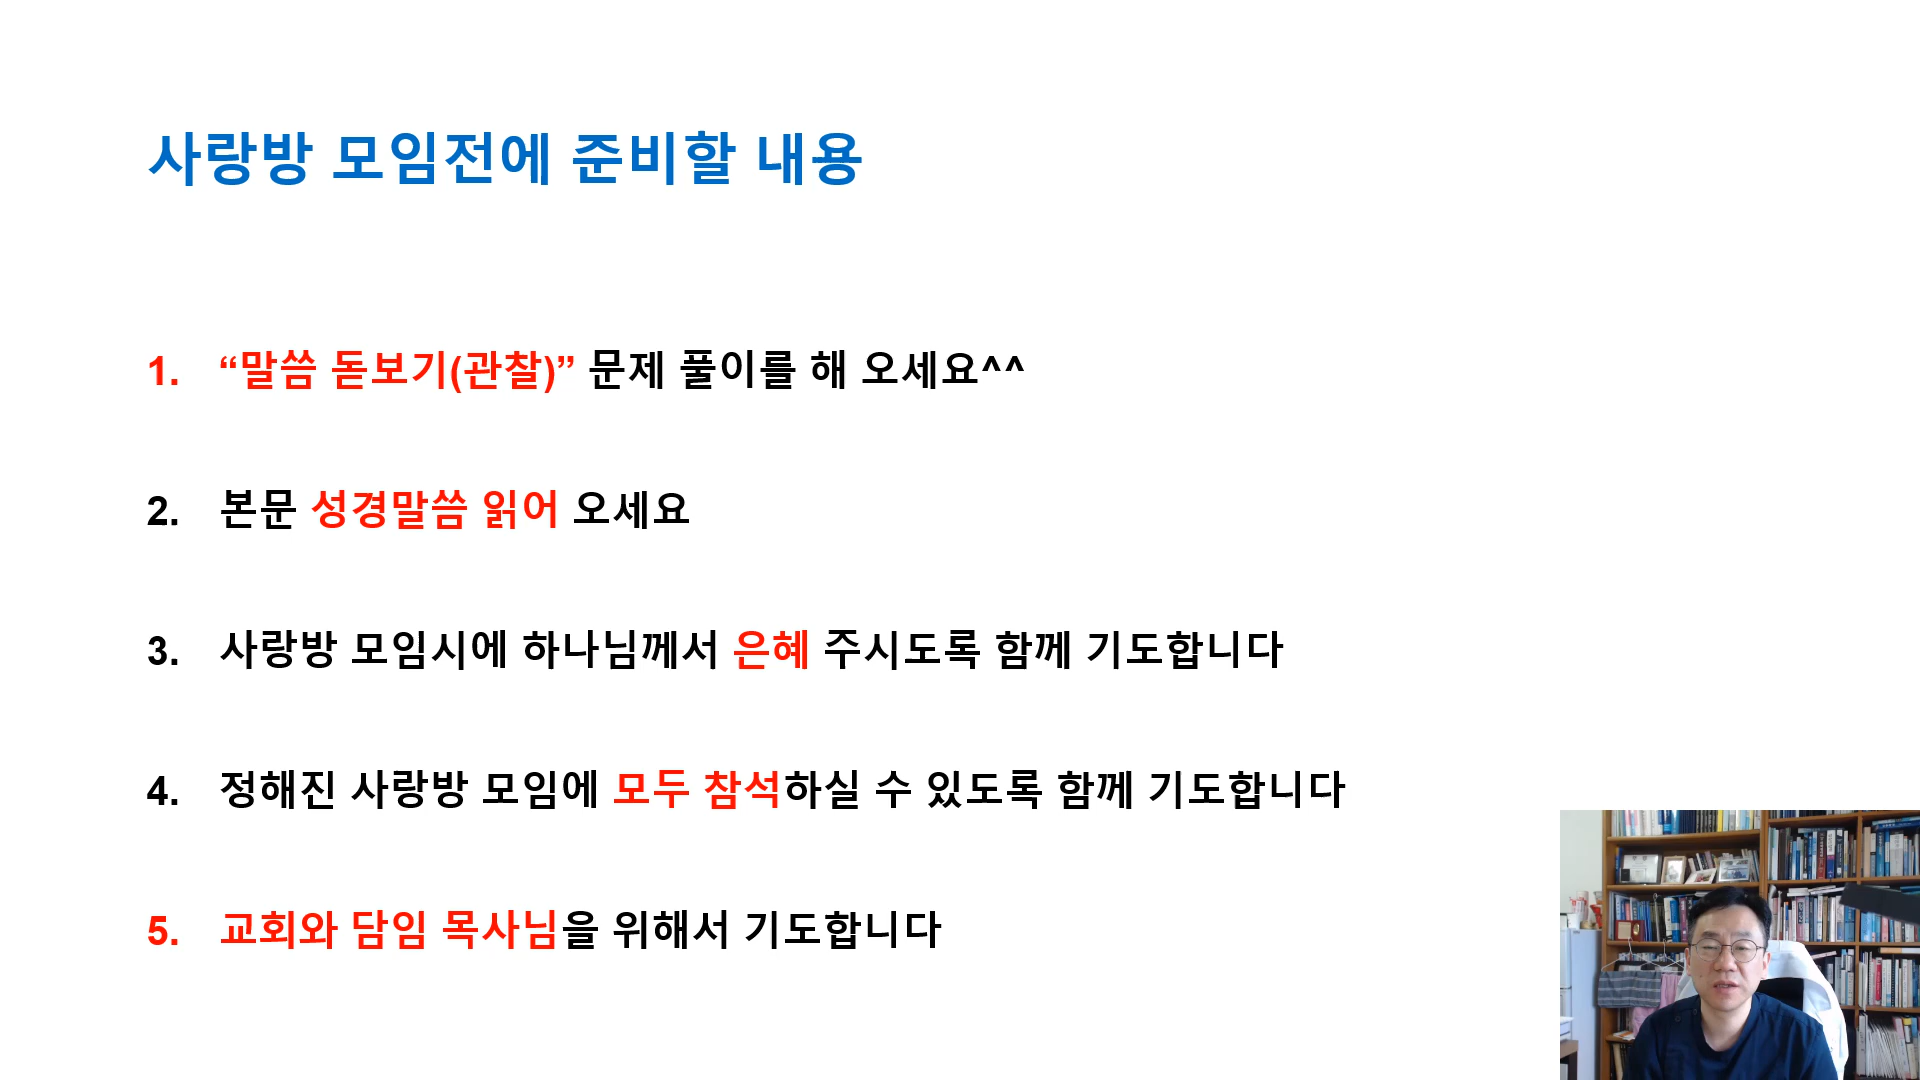 사랑방 모임전에 준비할 내용
1. “말씀 돋보기(관찰)” 문제 풀이를 해 오세요^^
2. 본문 성경말씀 읽어 오세요
3. 사랑방 모임시에 하나님께서 은혜 주시도록 함께 기도합니다
4. 정해진 사랑방 모임에 모두 참석하실 수 있도록 함께 기도합니다
5. 교회와 담임 목사님을 위해서 기도합니다